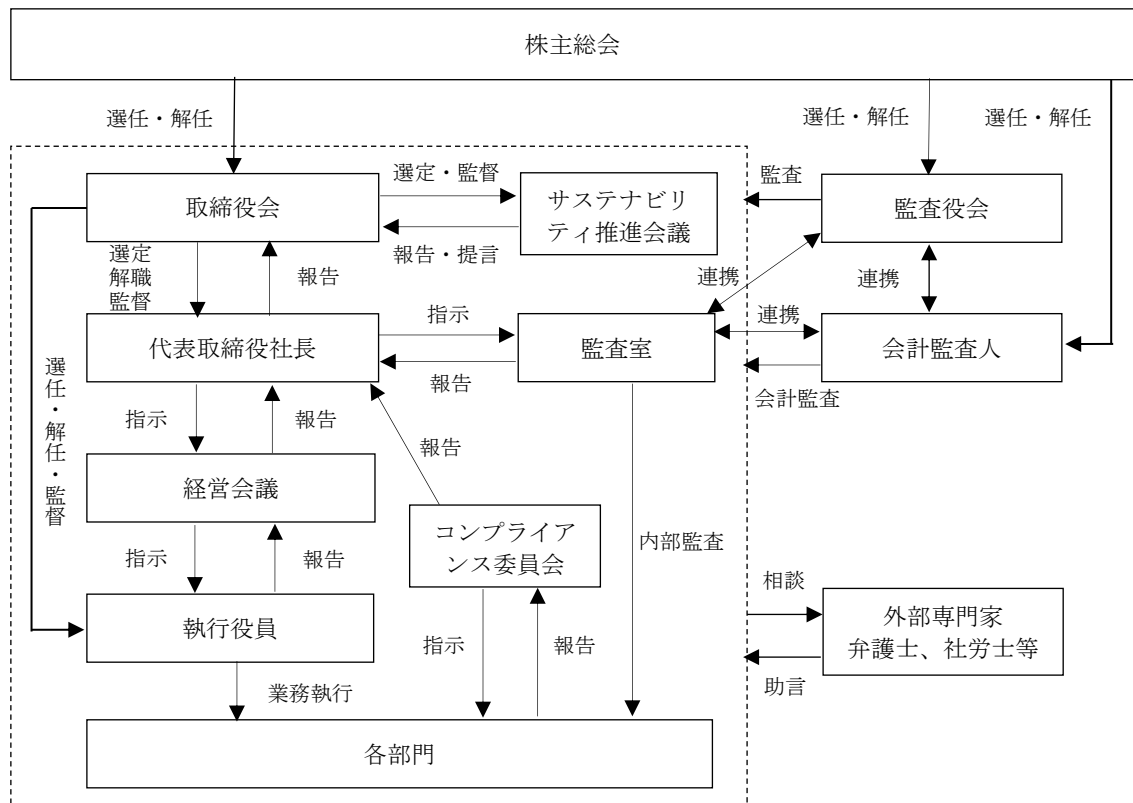 株主総会
選任・解任
選任・解任
選任・解任
取締役会
選定・監督
報告・提言
サステナビリ
ティ推進会議
監査
監査役会
選定
解職
監督
報告
連携
連携
代表取締役社長
指示
報告
監査室
連携
会計監査人
会計監査
選任・解任・監督
指示
報告
報告
経営会議
コンプライア
ンス委員会
内部監査
指示
報告
相談
執行役員
外部専門家
弁護士、社労士等
指示
報告
助言
業務執行
各部門